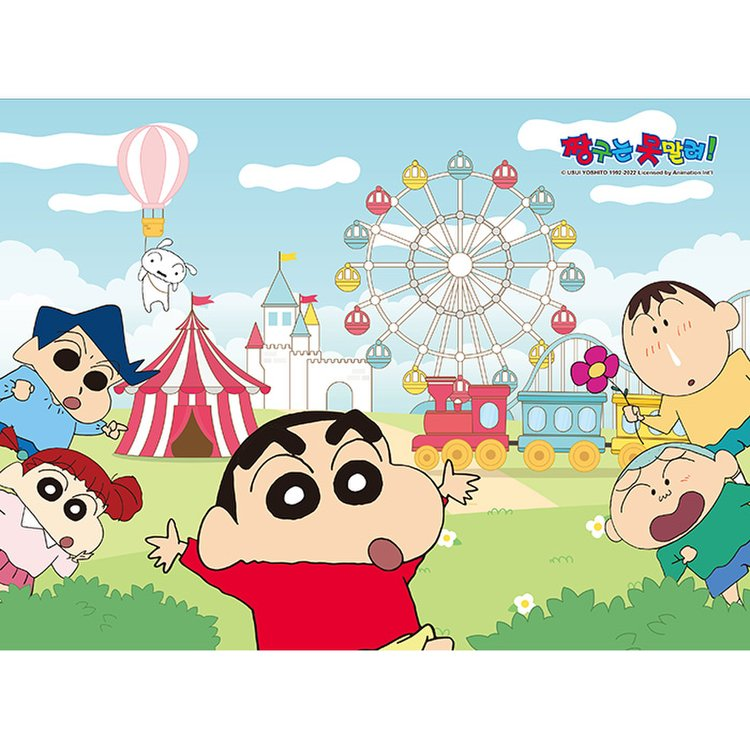 짱구는 못말려!
© USUI YOSHITO 1992-2022 Licensed by Animation Int'l